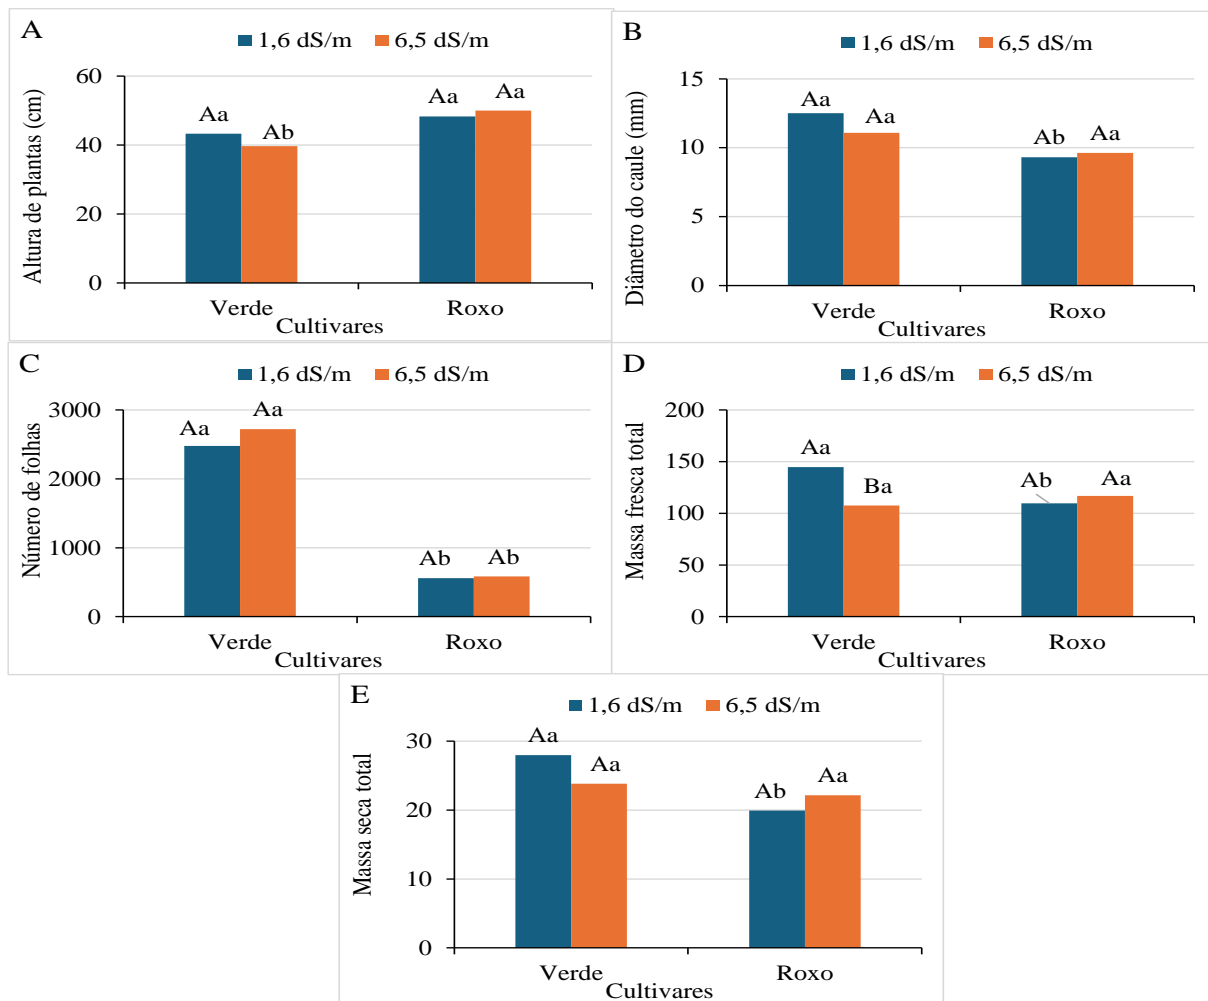 A
1,6 dS/m 6,5 dS/m
Altura de plantas (cm)
60
40
20
0
Aa
Ab
Aa
Aa
Verde
Roxo
Cultivares
B
1,6 dS/m 6,5 dS/m
Diâmetro do caule (mm)
15
10
5
0
Aa
Aa
Ab
Aa
Verde
Roxo
Cultivares
C
1,6 dS/m 6,5 dS/m
Número de folhas
3000
2000
1000
0
Aa
Aa
Ab
Ab
Verde
Roxo
Cultivares
D
1,6 dS/m 6,5 dS/m
Massa fresca total
200
150
100
50
0
Aa
Ba
Ab
Aa
Verde
Roxo
Cultivares
E
1,6 dS/m 6,5 dS/m
Massa seca total
30
20
10
0
Aa
Aa
Ab
Aa
Verde
Roxo
Cultivares